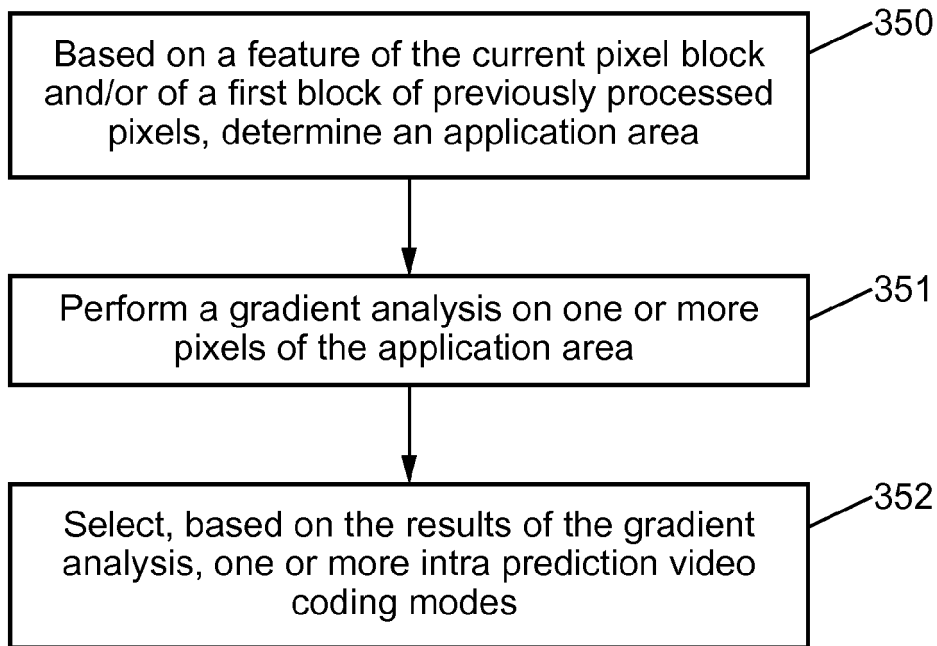 Based on a feature of the current pixel block
and/or of a first block of previously processed
pixels, determine an application area
350
Perform a gradient analysis on one or more
pixels of the application area
351
Select, based on the results of the gradient
analysis, one or more intra prediction video
coding modes
352